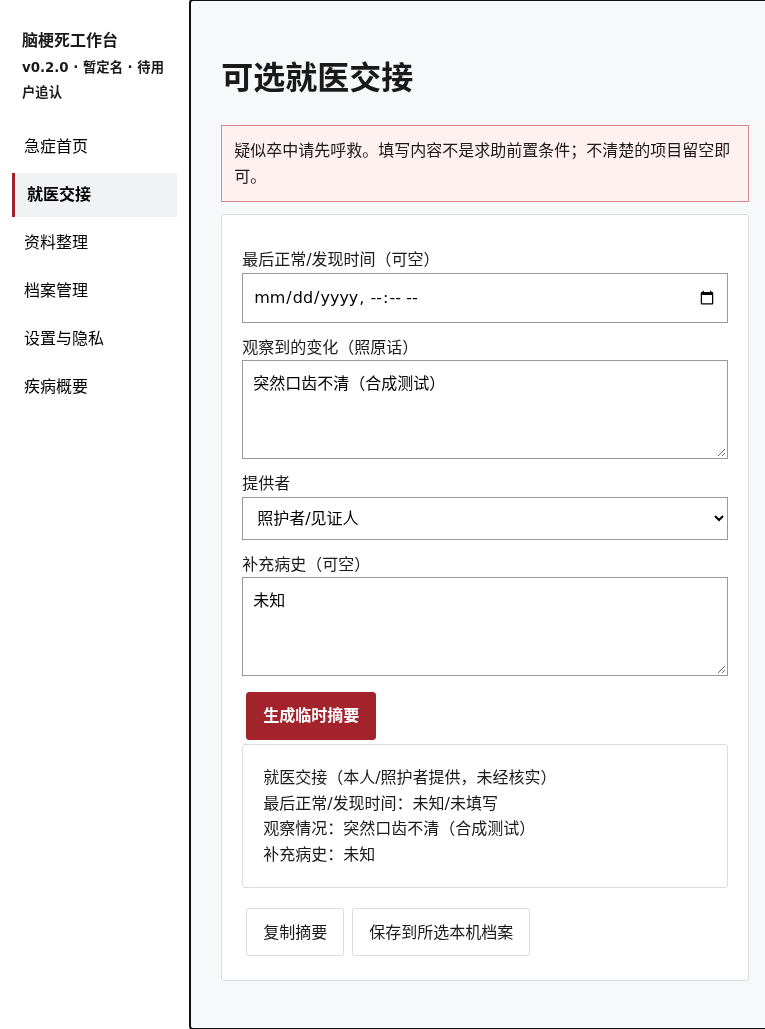 脑梗死工作台
v0.2.0 · 暂定名 · 待用
户追认
急症首页
就医交接
资料整理
档案管理
设置与隐私
疾病概要
可选就医交接
疑似卒中请先呼救。填写内容不是求助前置条件；不清楚的项目留空即
可。
最后正常/发现时间（可空）
mm/dd/yyyy, --:-- --
观察到的变化（照原话）
突然口齿不清（合成测试）
提供者
照护者/见证人
补充病史（可空）
未知
生成临时摘要
就医交接（本人/照护者提供，未经核实）
最后正常/发现时间：未知/未填写
观察情况：突然口齿不清（合成测试）
补充病史：未知
复制摘要
保存到所选本机档案